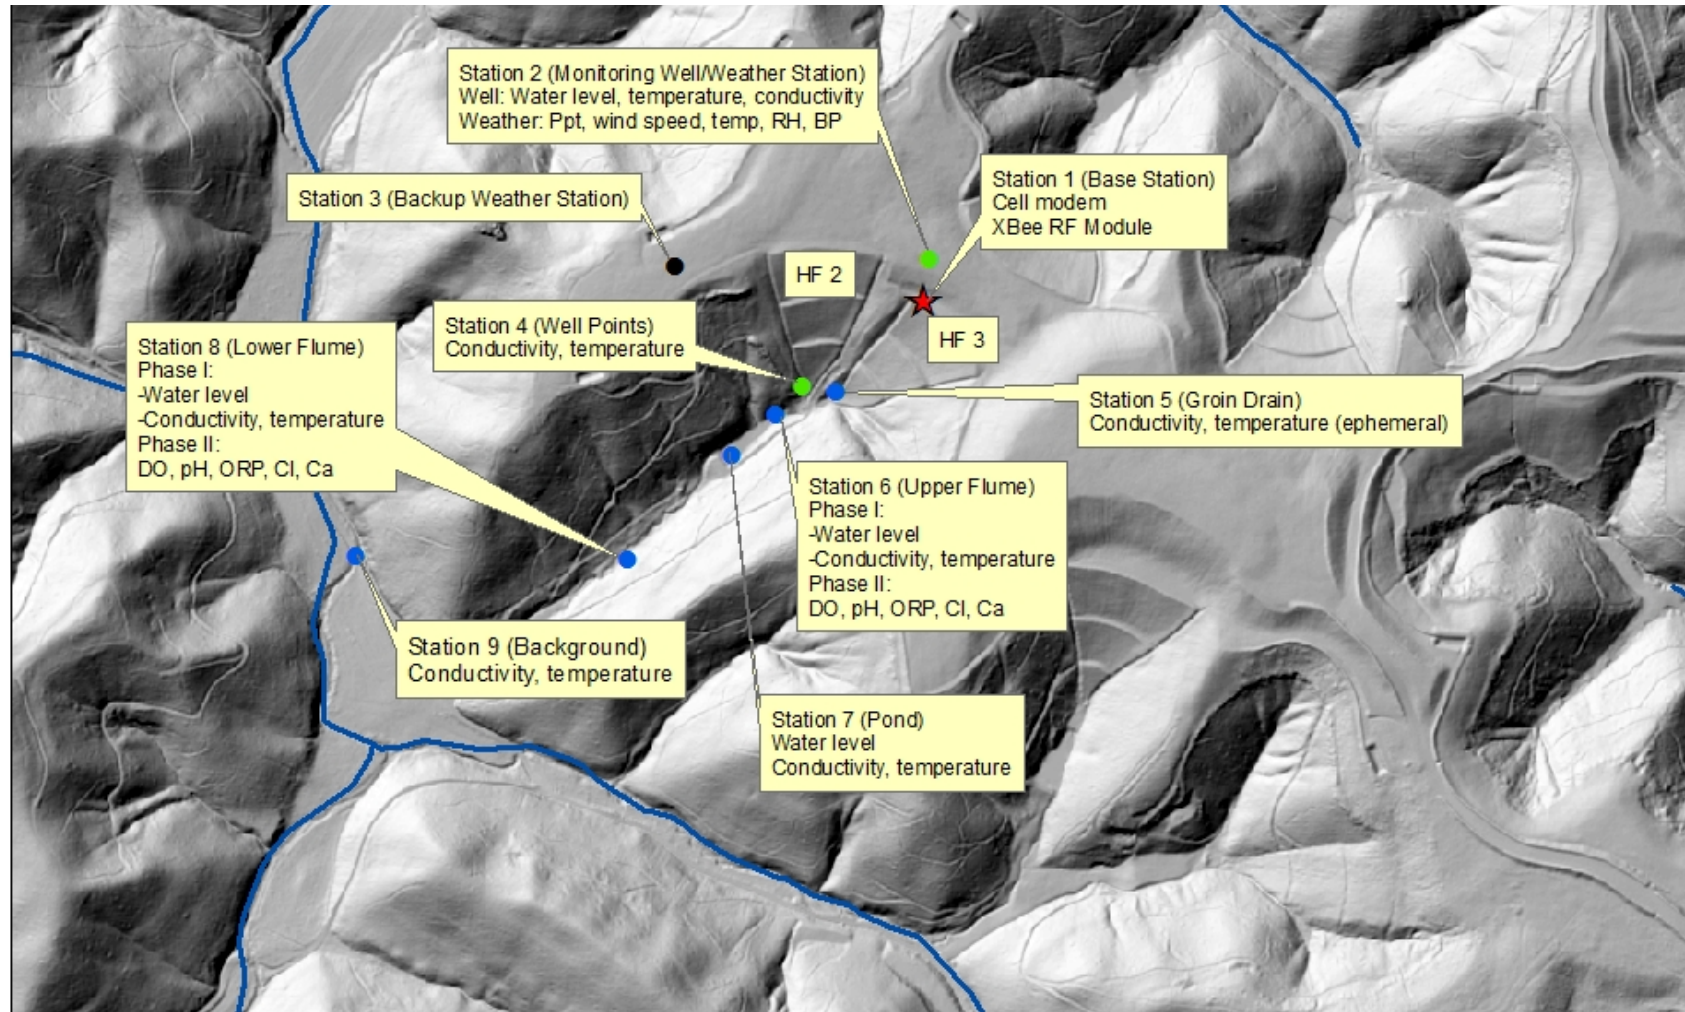 Station 2 (Monitoring Well/Weather Station)
Well: Water level, temperature, conductivity
Weather: Ppt, wind speed, temp, RH, BP
Station 1 (Base Station)
Cell modem
XBee RF Module
Station 3 (Backup Weather Station)
HF 2
HF 3
Station 4 (Well Points)
Conductivity, temperature
Station 8 (Lower Flume)
Phase I:
-Water level
-Conductivity, temperature
Phase II:
DO, pH, ORP, Cl, Ca
Station 5 (Groin Drain)
Conductivity, temperature (ephemeral)
Station 6 (Upper Flume)
Phase I:
-Water level
-Conductivity, temperature
Phase II:
DO, pH, ORP, Cl, Ca
Station 9 (Background)
Conductivity, temperature
Station 7 (Pond)
Water level
Conductivity, temperature